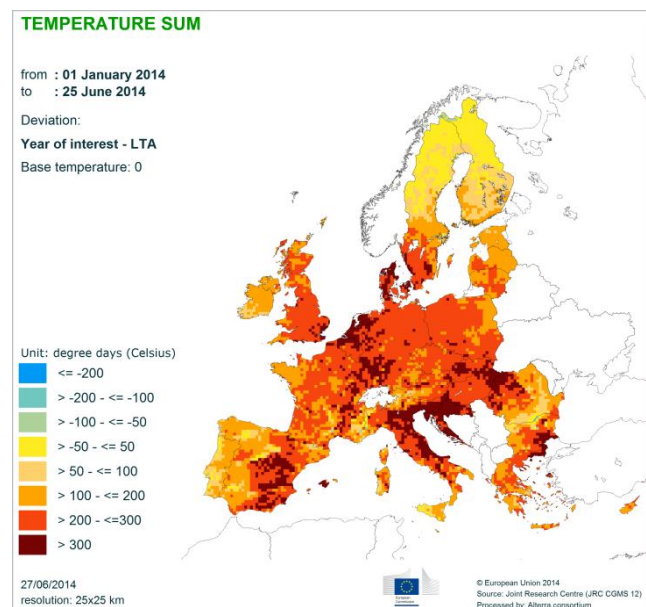 TEMPERATURE SUM
from : 01 January 2014
to : 25 June 2014
Deviation:
Year of interest - LTA
Base temperature: 0
Unit: degree days (Celsius)
<= -200
> -200 - <= -100
> -100 - <= -50
> -50 - <= 50
> 50 - <= 100
> 100 - <= 200
> 200 - <=300
> 300
27/06/2014
resolution: 25x25 km
European
Commission
© European Union 2014
Source: Joint Research Centre (JRC CGMS 12)
Processed by: Alterra consortium